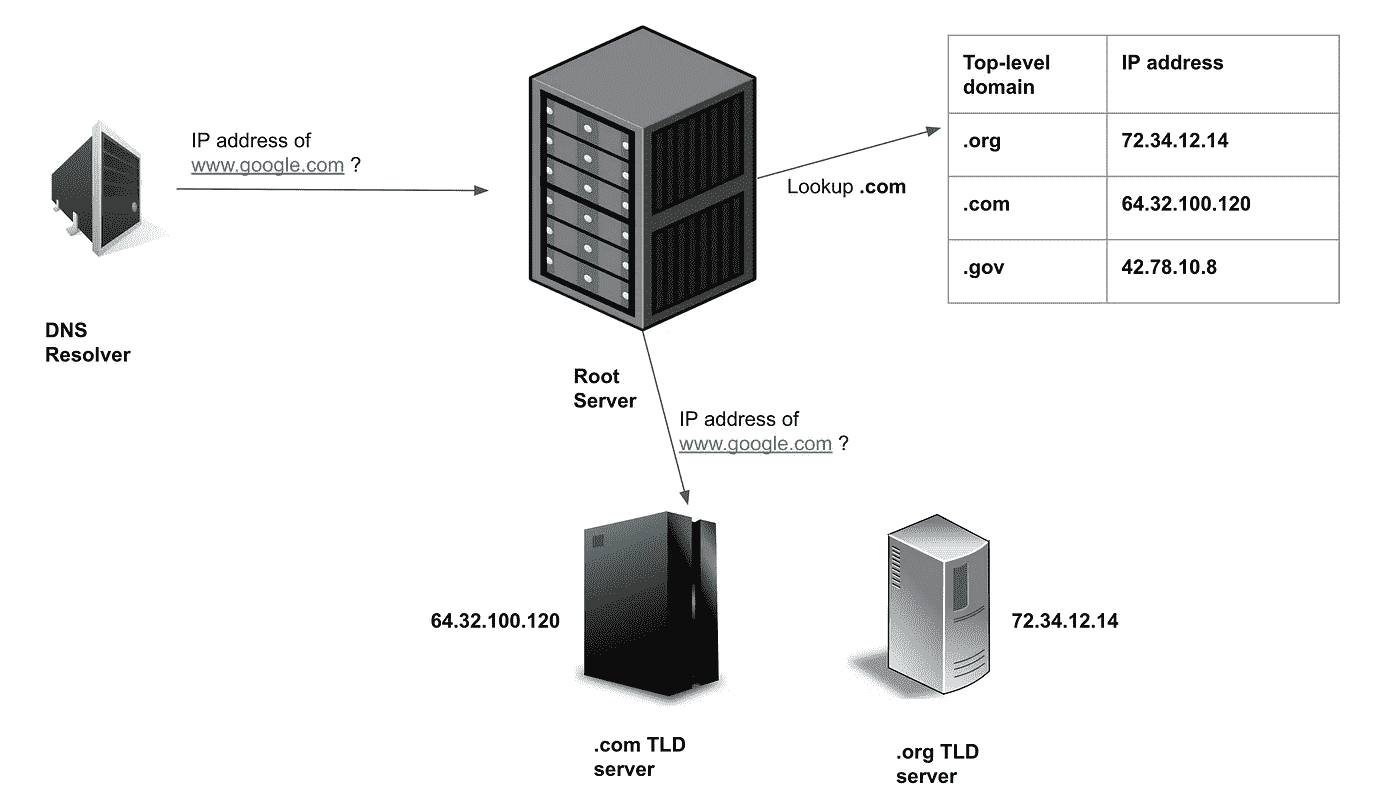 IP address of
www.google.com ?
DNS
Resolver
Root
Server
Lookup .com
Top-level
domain
IP address
.org
72.34.12.14
.com
64.32.100.120
.gov
42.78.10.8
IP address of
www.google.com ?
64.32.100.120
.com TLD
server
72.34.12.14
.org TLD
server